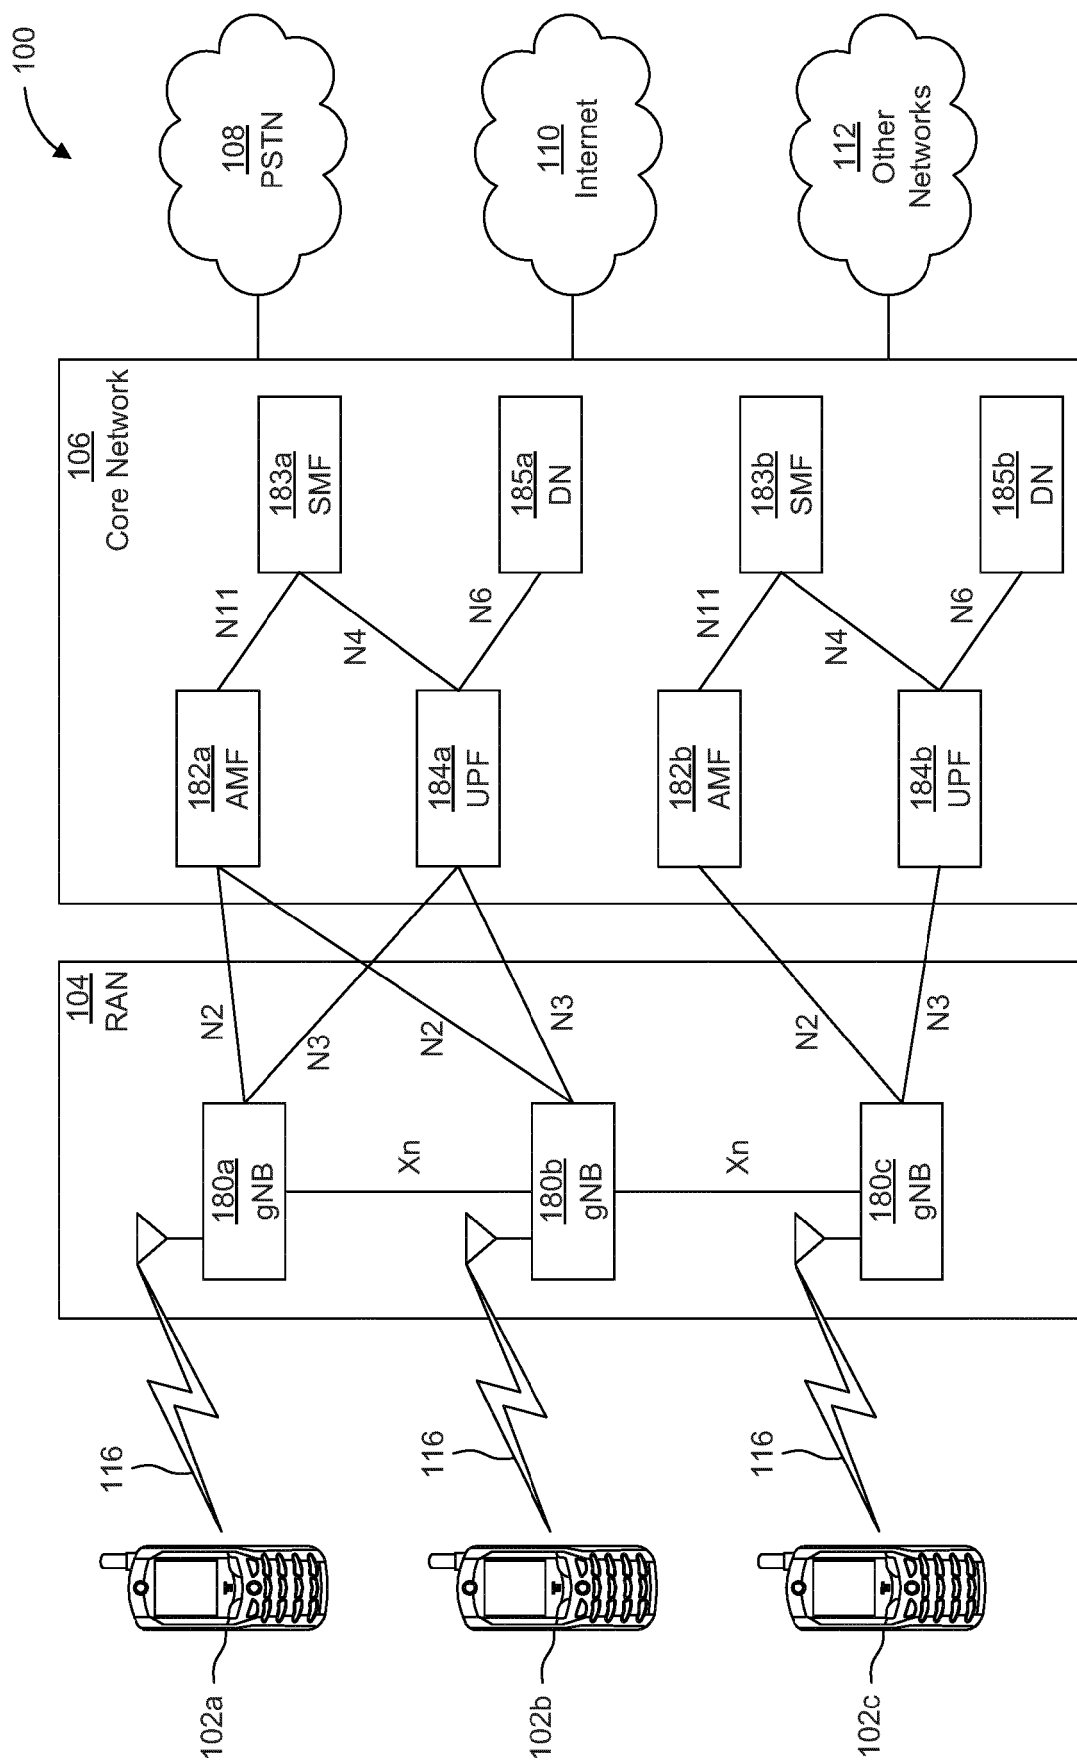 100
108
PSTN
110
Internet
112
Other
Networks
106
Core Network
183a
SMF
185a
DN
183b
SMF
185b
DN
N11
N4
N6
N11
N4
N6
182a
AMF
184a
UPF
182b
AMF
184b
UPF
104
RAN
N2
N3
N2
N3
N2
N3
180a
gNB
Xn
180b
gNB
Xn
180c
gNB
116
116
116
102a
102b
102c